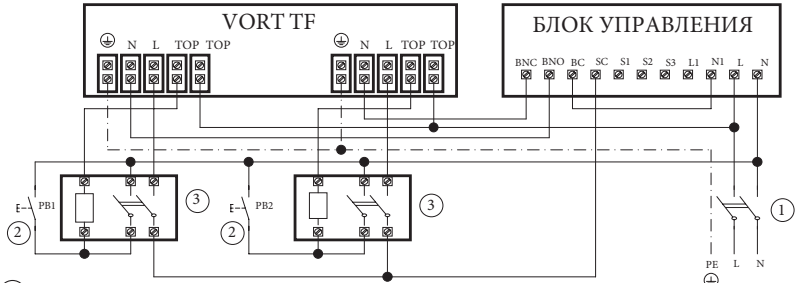 VORT TF
БЛОК УПРАВЛЕНИЯ
N L TOP TOP
N L TOP TOP
BNC BNO BC SC S1 S2 S3 L1 N1 L N
PB1
3
PB2
3
1
2
2
PE L N